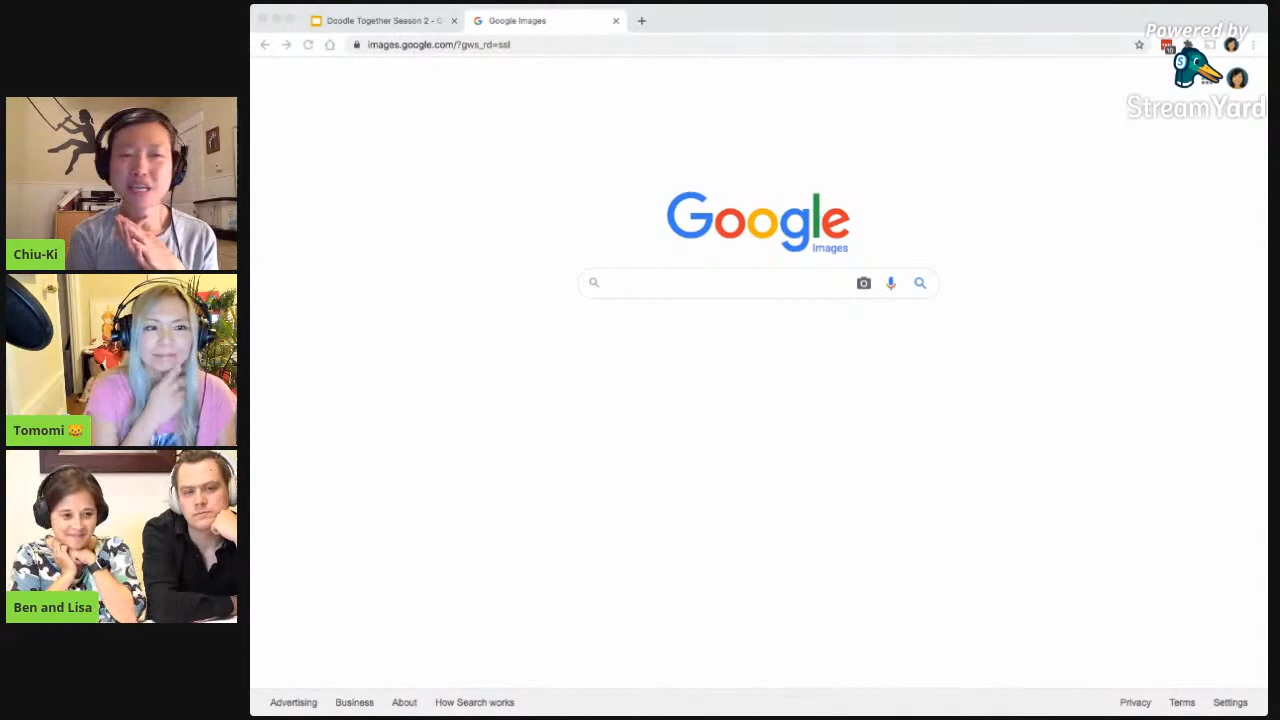 Doodle Together Season 2 - G
Google Images
images.google.com/?gws_rd=ssl
Powered by
StreamYard
Google
Images
Chiu-Ki
Tomomi 🎃
Ben and Lisa
Advertising Business About How Search works Privacy Terms Settings